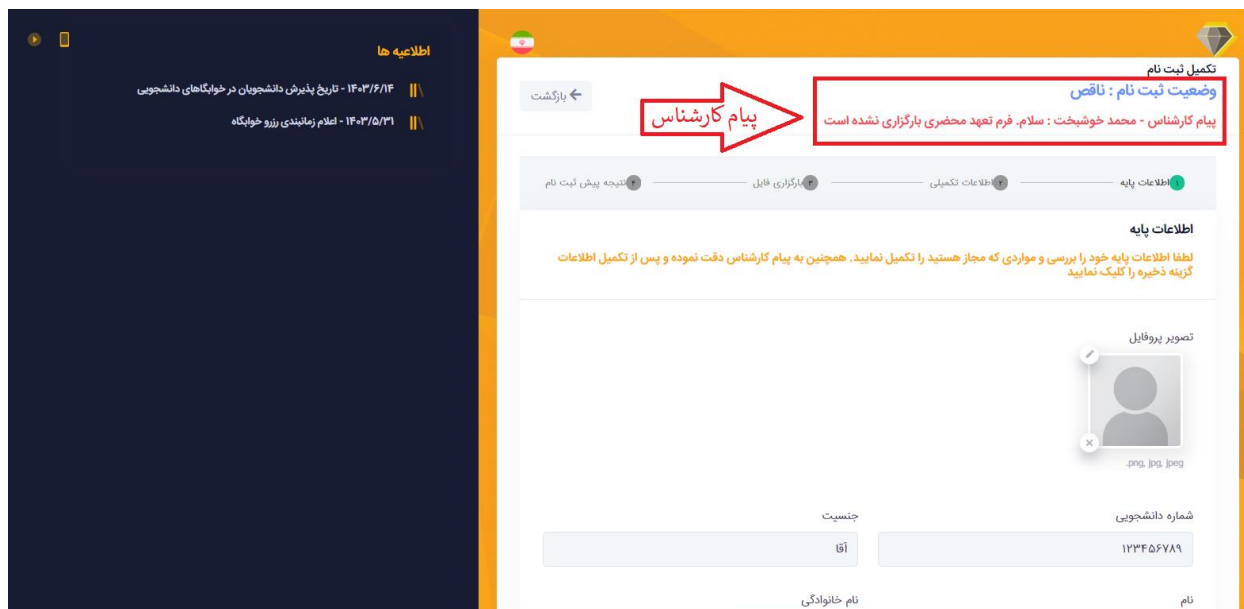 تکمیل ثبت نام
وضعیت ثبت نام : ناقص
پیام کارشناس - محمد خوشبخت : سلام. فرم تعهد محضری بارگزاری نشده است
پیام کارشناس
بازگشت
۱ اطلاعات پایه
۲ اطلاعات تکمیلی
۳ بارگزاری فایل
۴ نتیجه پیش ثبت نام
اطلاعات پایه
لطفا اطلاعات پایه خود را بررسی و مواردی که مجاز هستید را تکمیل نمایید. همچنین به پیام کارشناس دقت نموده و پس از تکمیل اطلاعات
گزینه ذخیره را کلیک نمایید
تصویر پروفایل
.png, jpg, jpeg
شماره دانشجویی
جنسیت
۱۲۳۴۵۶۷۸۹
آقا
نام
نام خانوادگی
اطلاعیه ها
۱۴۰۳/۶/۱۴ - تاریخ پذیرش دانشجویان در خوابگاهای دانشجویی
۱۴۰۳/۵/۳۱ - اعلام زمانبندی رزرو خوابگاه